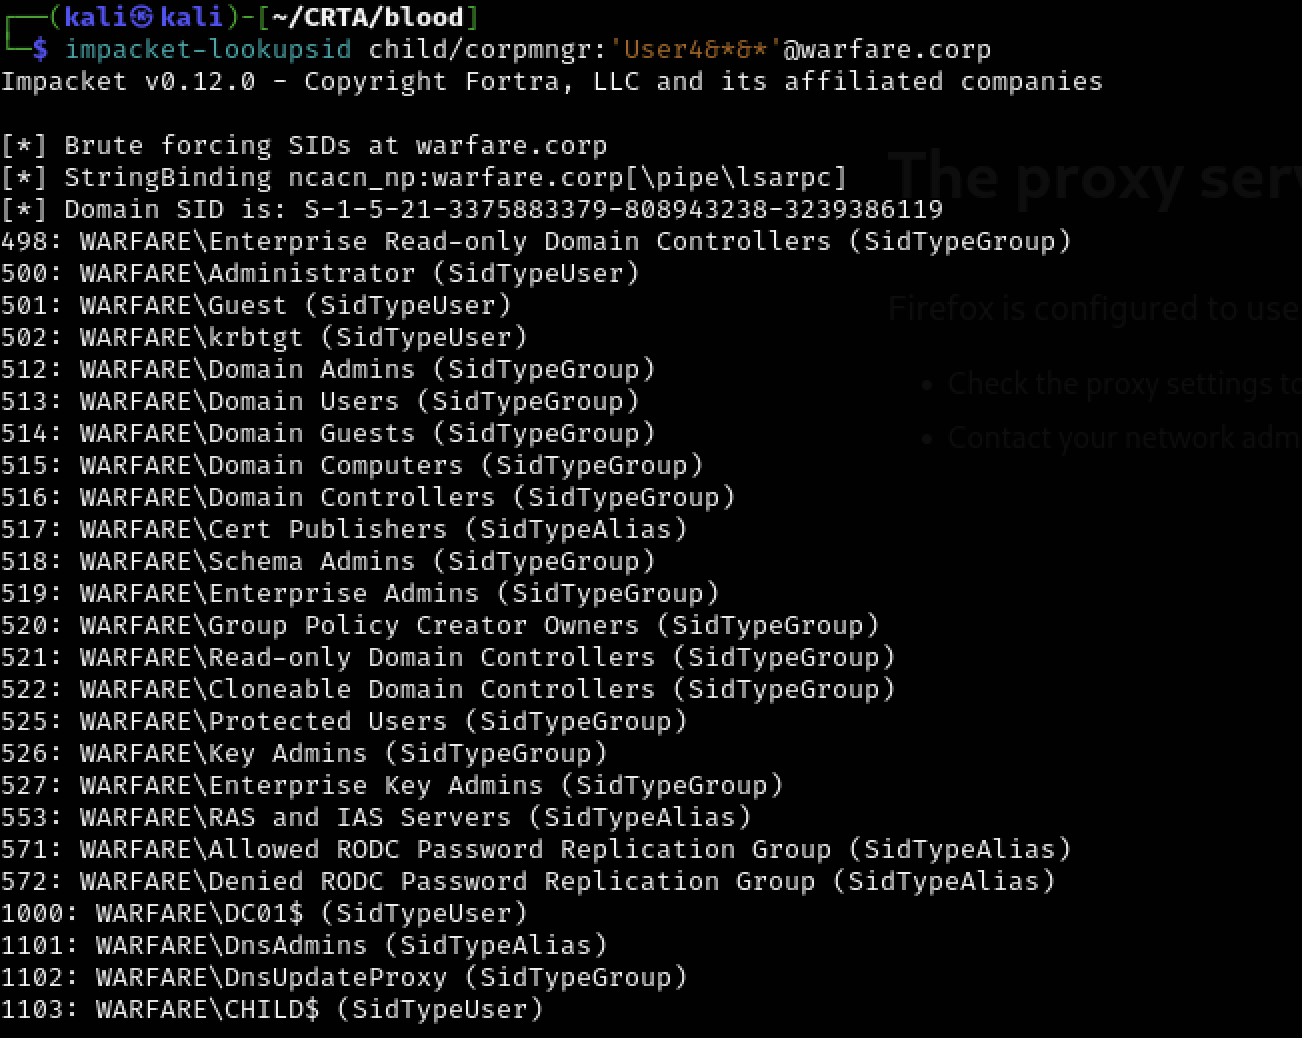 ┌──(kali㉿kali)-[~/CRTA/blood]
└─$ impacket-lookupsid child/corpmngr:'User4&*&*'@warfare.corp
Impacket v0.12.0 - Copyright Fortra, LLC and its affiliated companies
[*] Brute forcing SIDs at warfare.corp
[*] StringBinding ncacn_np:warfare.corp[\pipe\lsarpc]
[*] Domain SID is: S-1-5-21-3375883379-808943238-3239386119
498: WARFARE\Enterprise Read-only Domain Controllers (SidTypeGroup)
500: WARFARE\Administrator (SidTypeUser)
501: WARFARE\Guest (SidTypeUser)
502: WARFARE\krbtgt (SidTypeUser)
512: WARFARE\Domain Admins (SidTypeGroup)
513: WARFARE\Domain Users (SidTypeGroup)
514: WARFARE\Domain Guests (SidTypeGroup)
515: WARFARE\Domain Computers (SidTypeGroup)
516: WARFARE\Domain Controllers (SidTypeGroup)
517: WARFARE\Cert Publishers (SidTypeAlias)
518: WARFARE\Schema Admins (SidTypeGroup)
519: WARFARE\Enterprise Admins (SidTypeGroup)
520: WARFARE\Group Policy Creator Owners (SidTypeGroup)
521: WARFARE\Read-only Domain Controllers (SidTypeGroup)
522: WARFARE\Cloneable Domain Controllers (SidTypeGroup)
525: WARFARE\Protected Users (SidTypeGroup)
526: WARFARE\Key Admins (SidTypeGroup)
527: WARFARE\Enterprise Key Admins (SidTypeGroup)
553: WARFARE\RAS and IAS Servers (SidTypeAlias)
571: WARFARE\Allowed RODC Password Replication Group (SidTypeAlias)
572: WARFARE\Denied RODC Password Replication Group (SidTypeAlias)
1000: WARFARE\DC01$ (SidTypeUser)
1101: WARFARE\DnsAdmins (SidTypeAlias)
1102: WARFARE\DnsUpdateProxy (SidTypeGroup)
1103: WARFARE\CHILD$ (SidTypeUser)
The proxy serv
Firefox is configured to use
• Check the proxy settings to
• Contact your network adm